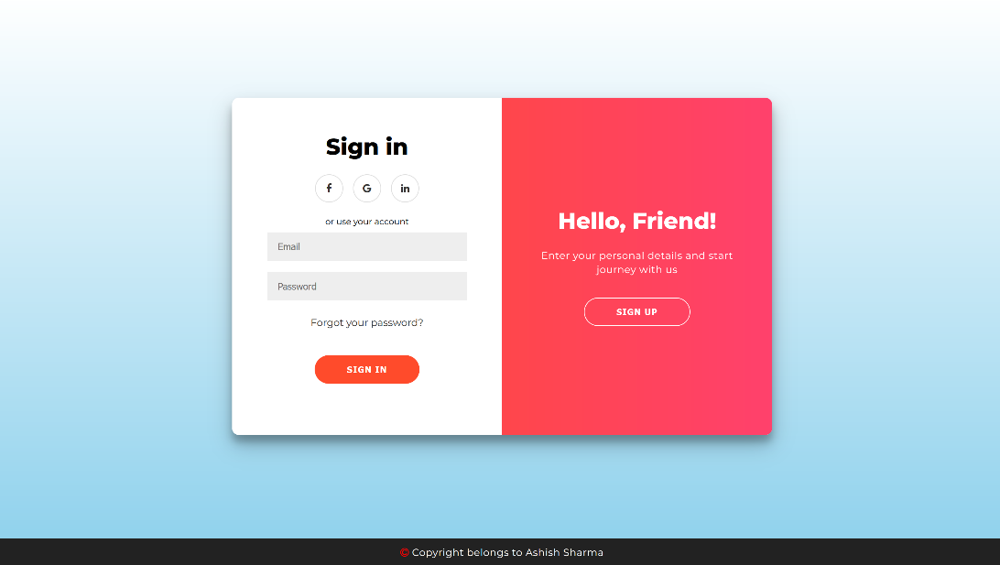 Sign in
f G in
or use your account
Email
Password
Forgot your password?
SIGN IN
Hello, Friend!
Enter your personal details and start
journey with us
SIGN UP
© Copyright belongs to Ashish Sharma